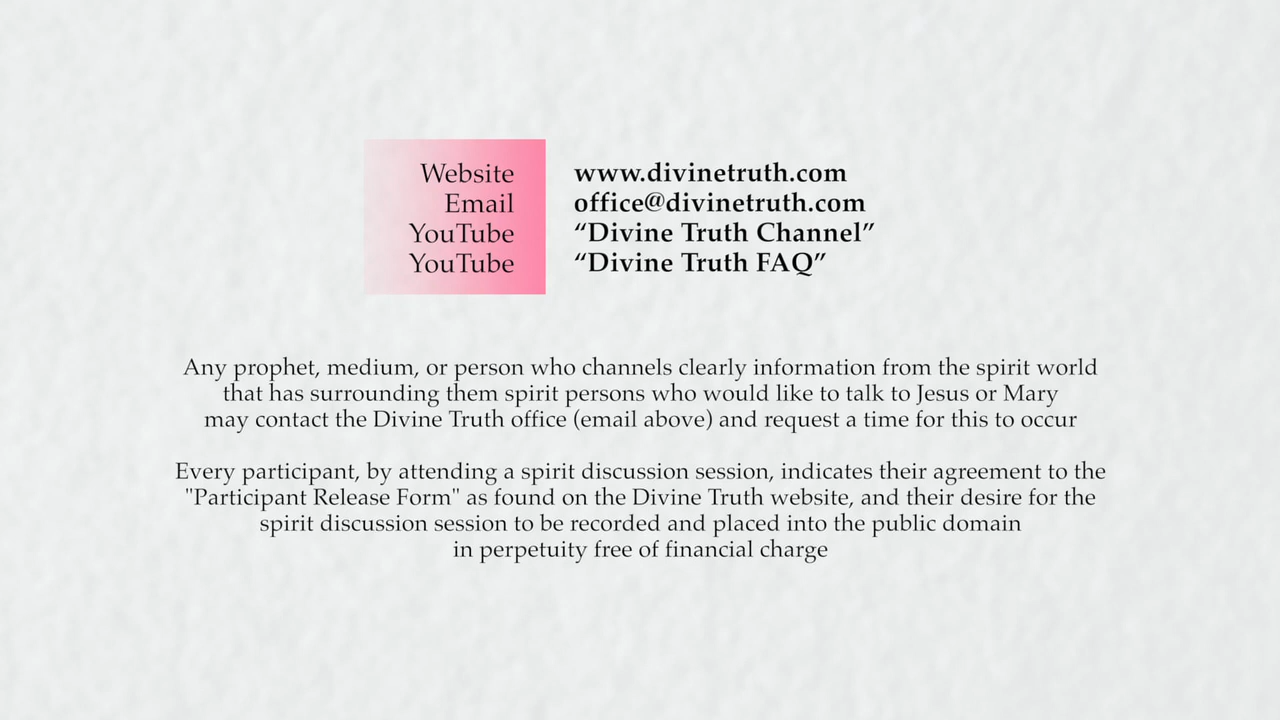 Website www.divinetruth.com
Email office@divinetruth.com
YouTube “Divine Truth Channel”
YouTube “Divine Truth FAQ”
Any prophet, medium, or person who channels clearly information from the spirit world
that has surrounding them spirit persons who would like to talk to Jesus or Mary
may contact the Divine Truth office (email above) and request a time for this to occur
Every participant, by attending a spirit discussion session, indicates their agreement to the
"Participant Release Form" as found on the Divine Truth website, and their desire for the
spirit discussion session to be recorded and placed into the public domain
in perpetuity free of financial charge